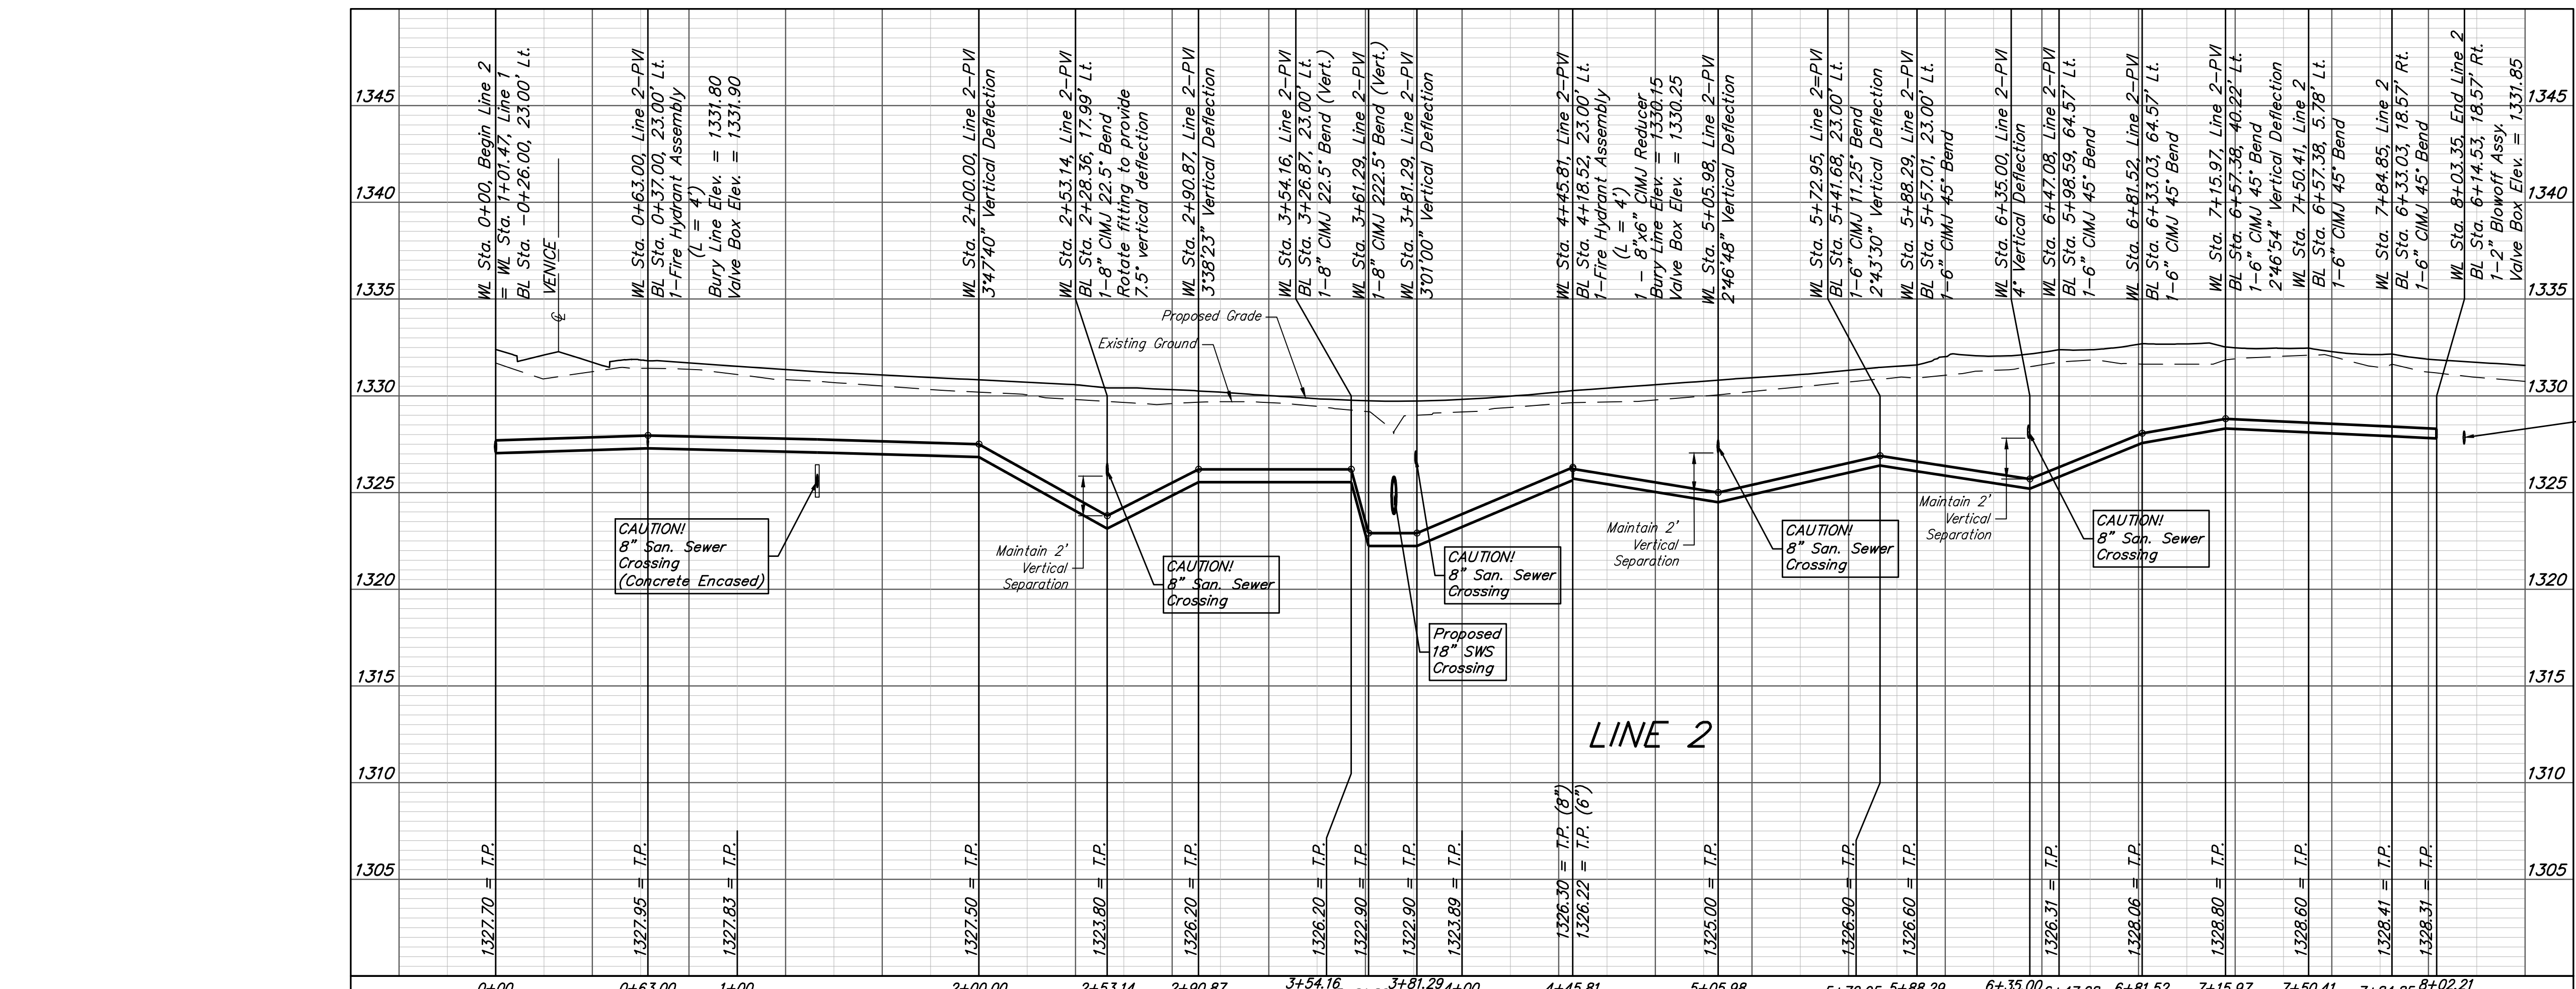 WL Sta. 0+00, Begin Line 2
= WL Sta. 1+01.47, Line 1
BL Sta. -0+26.00, 23.00' Lt.
VENICE
℄
WL Sta. 0+63.00, Line 2-PVI
BL Sta. 0+37.00, 23.00' Lt.
1-Fire Hydrant Assembly
(L = 4')
Bury Line Elev. = 1331.80
Valve Box Elev. = 1331.90
WL Sta. 2+00.00, Line 2-PVI
3°47'40" Vertical Deflection
WL Sta. 2+53.14, Line 2-PVI
BL Sta. 2+28.36, 17.99' Lt.
1-8" CIMJ 22.5° Bend
Rotate fifitting to provide
7.5° vertical deflection
WL Sta. 2+90.87, Line 2-PVI
3°38'23" Vertical Deflection
WL Sta. 3+54.16, Line 2-PVI
BL Sta. 3+26.87, 23.00' Lt.
1-8" CIMJ 22.5° Bend (Vert.)
WL Sta. 3+61.29, Line 2-PVI
1-8" CIMJ 222.5° Bend (Vert.)
WL Sta. 3+81.29, Line 2-PVI
3°01'00" Vertical Deflection
WL Sta. 4+45.81, Line 2-PVI
BL Sta. 4+18.52, 23.00' Lt.
1-Fire Hydrant Assembly
(L = 4')
1 - 8"x6" CIMJ Reducer
Bury Line Elev. = 1330.15
Valve Box Elev. = 1330.25
WL Sta. 5+05.98, Line 2-PVI
2°46'48" Vertical Deflection
WL Sta. 5+72.95, Line 2=PVI
BL Sta. 5+41.68, 23.00' Lt.
1-6" CIMJ 11.25° Bend
2°43'30" Vertical Deflection
WL Sta. 5+88.29, Line 2-PVI
BL Sta. 5+57.01, 23.00' Lt.
1-6" CIMJ 45° Bend
WL Sta. 6+35.00, Line 2-PVI
4° Vertical Deflection
WL Sta. 6+47.08, Line 2-PVI
BL Sta. 5+98.59, 64.57' Lt.
1-6" CIMJ 45° Bend
WL Sta. 6+81.52, Line 2-PVI
BL Sta. 6+33.03, 64.57' Lt.
1-6" CIMJ 45° Bend
WL Sta. 7+15.97, Line 2-PVI
BL Sta. 6+57.38, 40.22' Lt.
1-6" CIMJ 45° Bend
2°46'54" Vertical Deflection
WL Sta. 7+50.41, Line 2
BL Sta. 6+57.38, 5.78' Lt.
1-6" CIMJ 45° Bend
WL Sta. 7+84.85, Line 2
BL Sta. 6+33.03, 18.57' Rt.
1-6" CIMJ 45° Bend
WL Sta. 8+03.35, End Line 2
BL Sta. 6+14.53, 18.57' Rt.
1-2" Blowoff Assy.
Valve Box Elev. = 1331.85
1345
1345
1340
1340
1335
1335
Proposed Grade
Existing Ground
1330
1330
1325
1325
1320
1320
1315
1315
1310
1310
1305
1305
CAUTION!
8" San. Sewer
Crossing
(Concrete Encased)
Maintain 2'
Vertical
Separation
CAUTION!
8" San. Sewer
Crossing
CAUTION!
8" San. Sewer
Crossing
Proposed
18" SWS
Crossing
Maintain 2'
Vertical
Separation
CAUTION!
8" San. Sewer
Crossing
Maintain 2'
Vertical
Separation
CAUTION!
8" San. Sewer
Crossing
LINE 2
1327.70 = T.P.
1327.95 = T.P.
1327.83 = T.P.
1327.50 = T.P.
1323.80 = T.P.
1326.20 = T.P.
1326.20 = T.P.
1322.90 = T.P.
1322.90 = T.P.
1323.89 = T.P.
1326.30 = T.P. (8")
1326.22 = T.P. (6")
1325.00 = T.P.
1326.90 = T.P.
1326.60 = T.P.
1326.31 = T.P.
1328.06 = T.P.
1328.80 = T.P.
1328.60 = T.P.
1328.41 = T.P.
1328.31 = T.P.
0+00
0+63.00
1+00
2+00.00
2+53.14
2+90.87
3+54.16
3+81.29
4+00
4+45.81
5+05.98
5+88.29
6+35.00
6+81.52
7+15.97
7+50.41
8+02.21